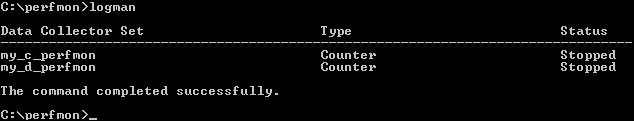 C:\perfmon>logman
Data Collector Set Type Status
-------------------------------------------------------------------------------
my_c_perfmon Counter Stopped
my_d_perfmon Counter Stopped
The command completed successfully.
C:\perfmon>_